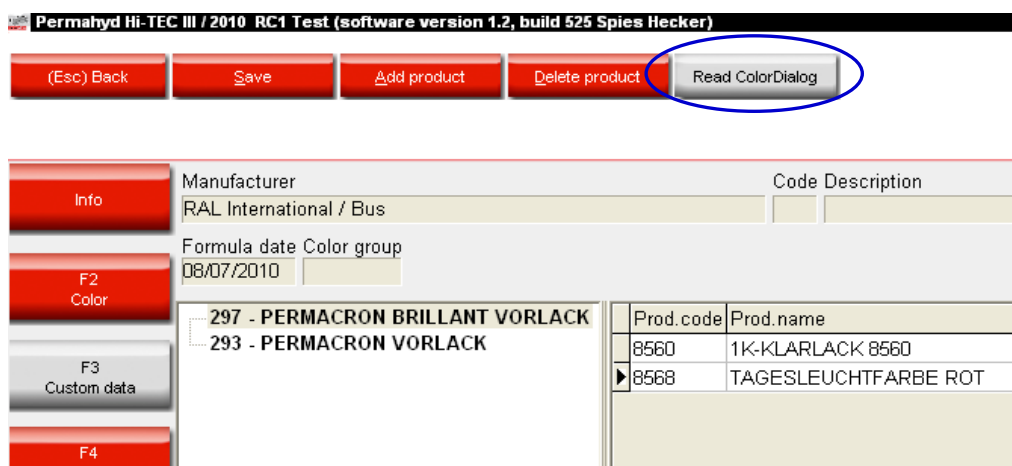 Permahyd Hi-TEC III / 2010 RC1 Test (software version 1.2, build 525 Spies Hecker)
(Esc) Back Save Add product Delete product Read ColorDialog
Info
Manufacturer Code Description
RAL International / Bus
Formula date Color group
08/07/2010
F2
Color
297 - PERMACRON BRILLANT VORLACK
293 - PERMACRON VORLACK
Prod.code Prod.name
8560 1K-KLARLACK 8560
8568 TAGESLEUCHTFARBE ROT
F3
Custom data
F4